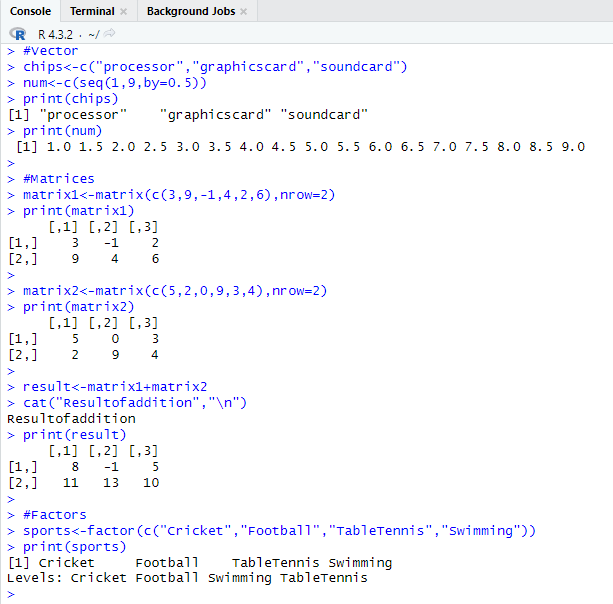 Console Terminal × Background Jobs ×
R R 4.3.2 · ~/
> #Vector
> chips<-c("processor","graphicscard","soundcard")
> num<-c(seq(1,9,by=0.5))
> print(chips)
[1] "processor"    "graphicscard" "soundcard"
> print(num)
 [1] 1.0 1.5 2.0 2.5 3.0 3.5 4.0 4.5 5.0 5.5 6.0 6.5 7.0 7.5 8.0 8.5 9.0
>
> #Matrices
> matrix1<-matrix(c(3,9,-1,4,2,6),nrow=2)
> print(matrix1)
     [,1] [,2] [,3]
[1,]    3   -1    2
[2,]    9    4    6
>
> matrix2<-matrix(c(5,2,0,9,3,4),nrow=2)
> print(matrix2)
     [,1] [,2] [,3]
[1,]    5    0    3
[2,]    2    9    4
>
> result<-matrix1+matrix2
> cat("Resultofaddition","\n")
Resultofaddition
> print(result)
     [,1] [,2] [,3]
[1,]    8   -1    5
[2,]   11   13   10
>
> #Factors
> sports<-factor(c("Cricket","Football","TableTennis","Swimming"))
> print(sports)
[1] Cricket     Football    TableTennis Swimming
Levels: Cricket Football Swimming TableTennis
>